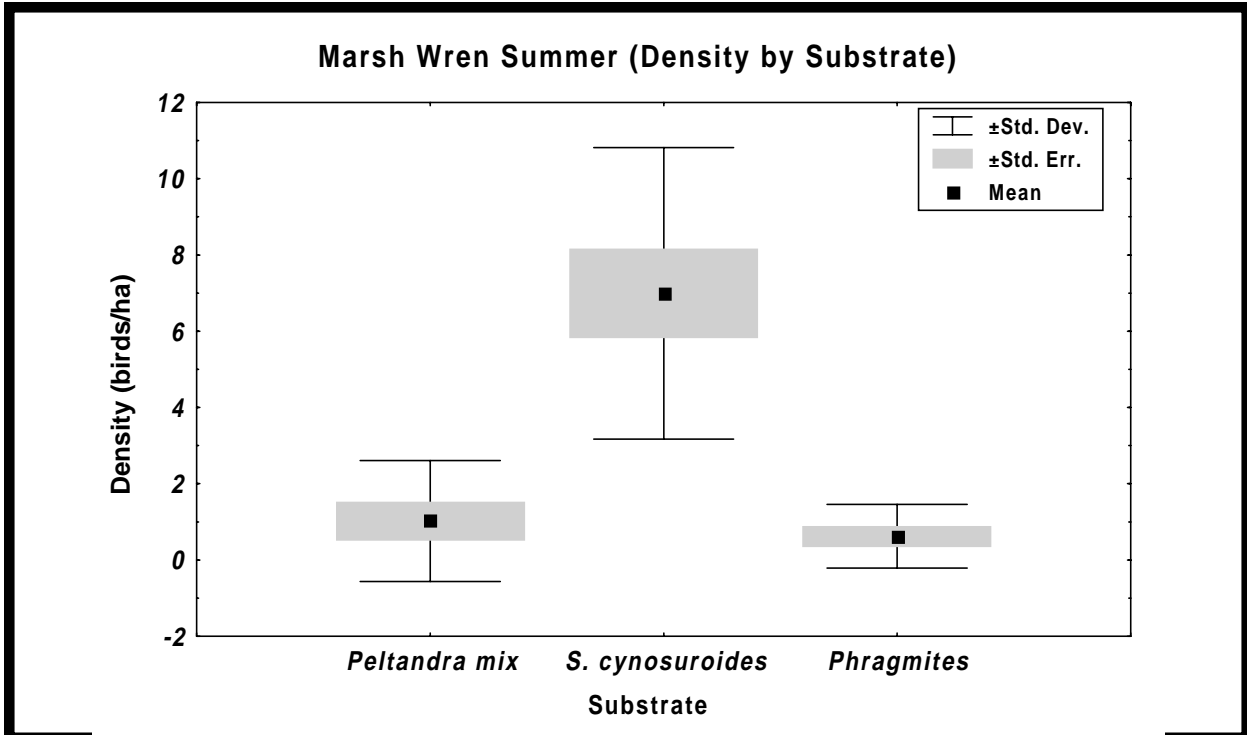 Marsh Wren Summer (Density by Substrate)
12
10
8
6
4
2
0
-2
Density (birds/ha)
±Std. Dev.
±Std. Err.
Mean
Peltandra mix
S. cynosuroides
Phragmites
Substrate